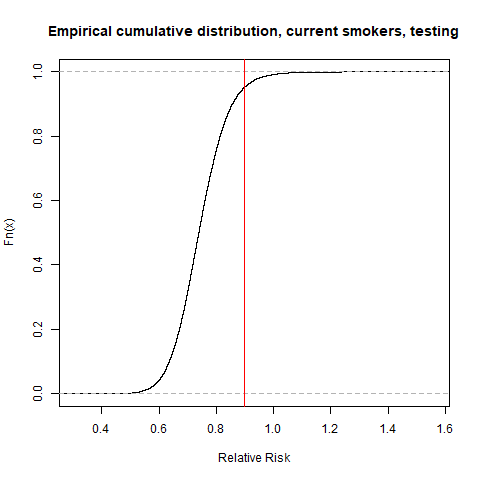 Empirical cumulative distribution, current smokers, testing
Fn(x)
1.0
0.8
0.6
0.4
0.2
0.0
0.4 0.6 0.8 1.0 1.2 1.4 1.6
Relative Risk